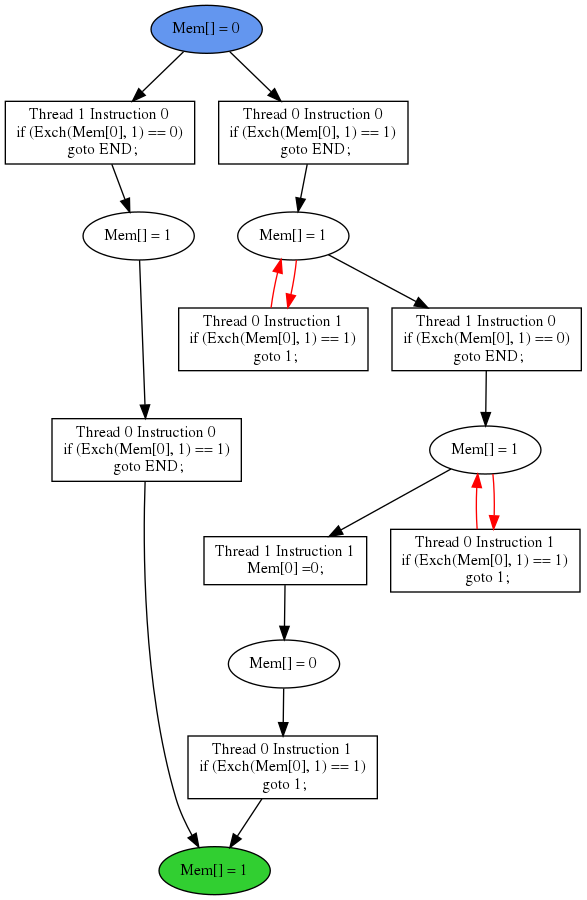 Mem[] = 0
Thread 1 Instruction 0
if (Exch(Mem[0], 1) == 0)
goto END;
Thread 0 Instruction 0
if (Exch(Mem[0], 1) == 1)
goto END;
Mem[] = 1
Mem[] = 1
Thread 0 Instruction 1
if (Exch(Mem[0], 1) == 1)
goto 1;
Thread 1 Instruction 0
if (Exch(Mem[0], 1) == 0)
goto END;
Thread 0 Instruction 0
if (Exch(Mem[0], 1) == 1)
goto END;
Mem[] = 1
Thread 1 Instruction 1
Mem[0] =0;
Thread 0 Instruction 1
if (Exch(Mem[0], 1) == 1)
goto 1;
Mem[] = 0
Thread 0 Instruction 1
if (Exch(Mem[0], 1) == 1)
goto 1;
Mem[] = 1